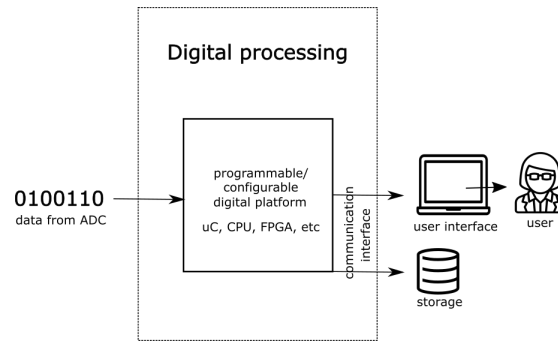 Digital processing
programmable/
configurable
digital platform
uC, CPU, FPGA, etc
0100110
data from ADC
communication
interface
user interface
user
storage